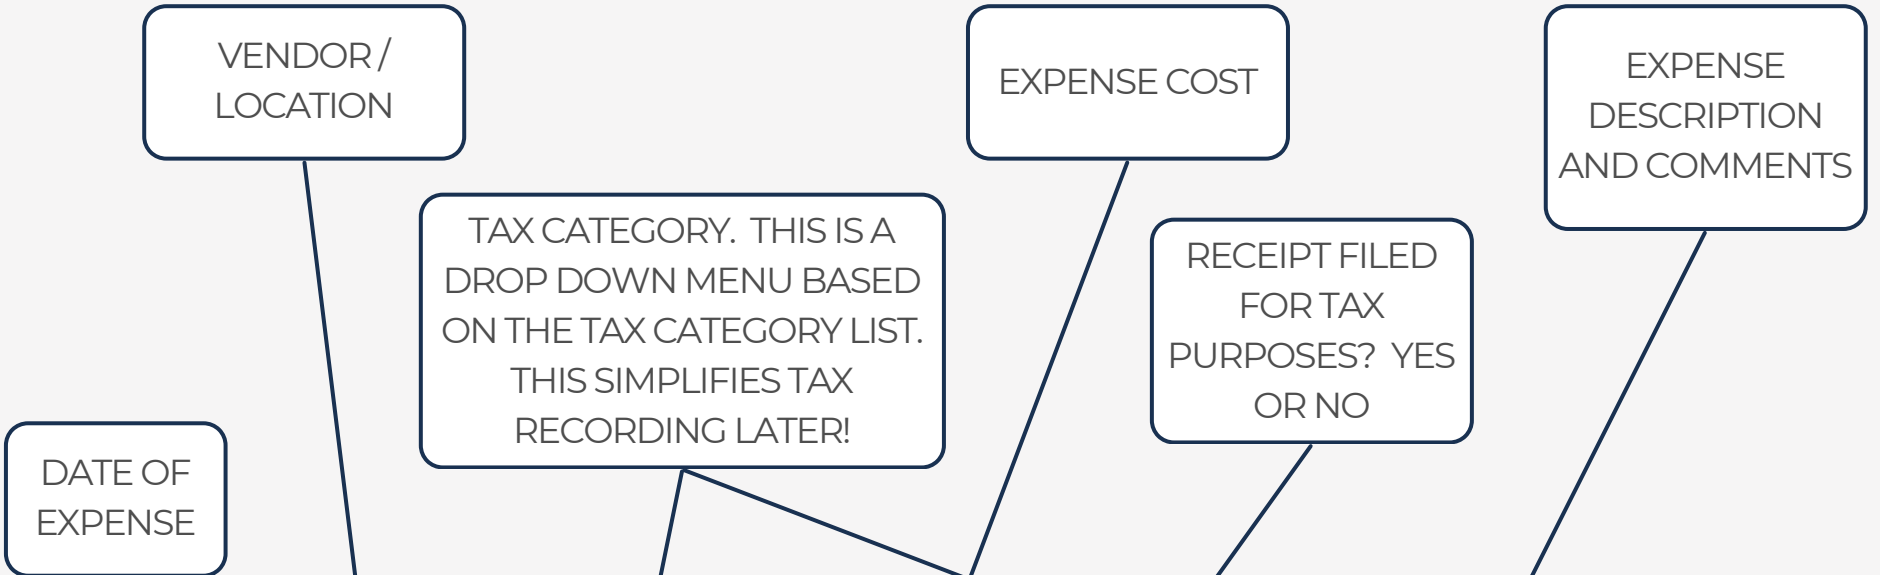 VENDOR /
LOCATION
EXPENSE COST
EXPENSE
DESCRIPTION
AND COMMENTS
TAX CATEGORY.  THIS IS A
DROP DOWN MENU BASED
ON THE TAX CATEGORY LIST.
THIS SIMPLIFIES TAX
RECORDING LATER!
RECEIPT FILED
FOR TAX
PURPOSES?  YES
OR NO
DATE OF
EXPENSE